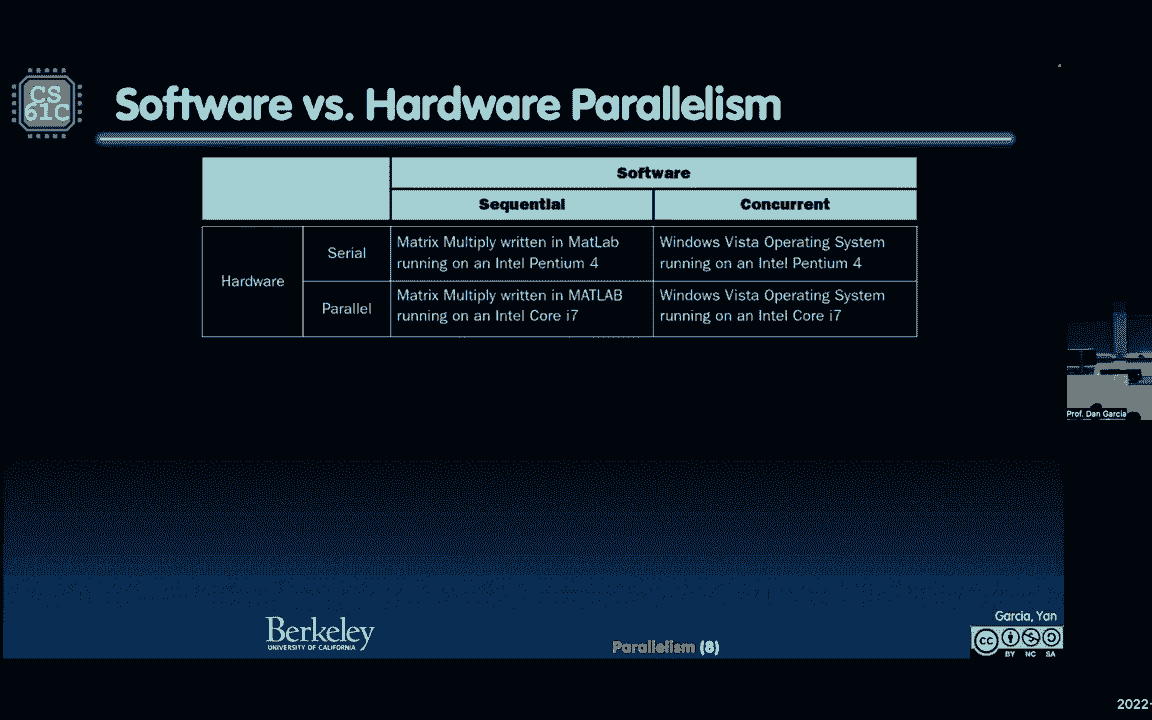 CS
61C
Software vs. Hardware Parallelism
Software
Sequential
Concurrent
Hardware
Serial
Matrix Multiply written in MatLab
running on an Intel Pentium 4
Windows Vista Operating System
running on an Intel Pentium 4
Parallel
Matrix Multiply written in MATLAB
running on an Intel Core i7
Windows Vista Operating System
running on an Intel Core i7
Prof. Dan Garcia
Garcia, Yan
Berkeley
UNIVERSITY OF CALIFORNIA
Parallelism (8)
cc
BY NC SA
2022-